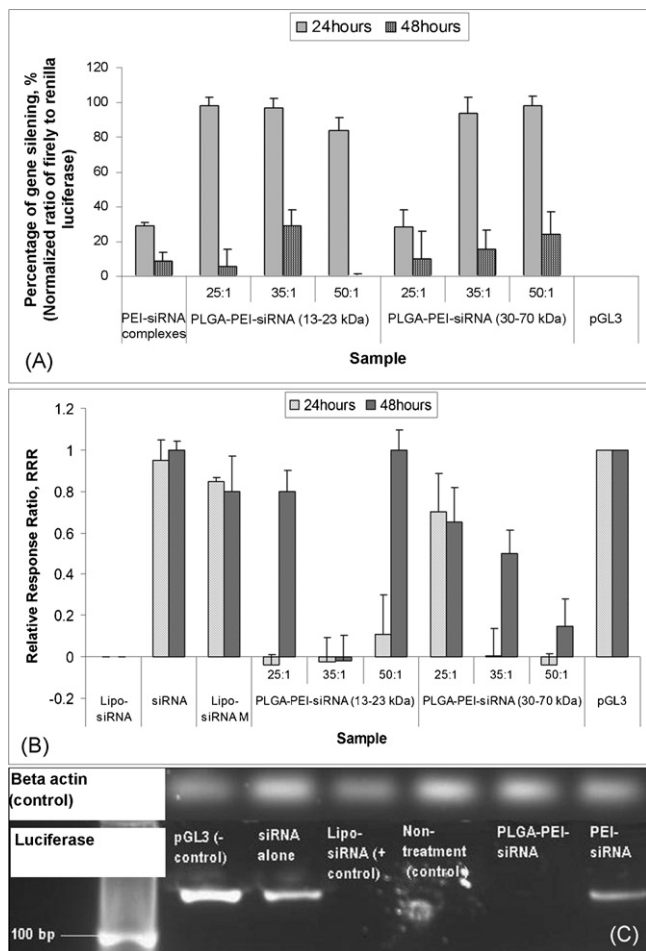 24hours 48hours
Percentage of gene silening, %
(Normalized ratio of firely to renilla
luciferase)
120
100
80
60
40
20
0
25:1 35:1 50:1 25:1 35:1 50:1
PEI-siRNA complexes PLGA-PEI-siRNA (13-23 kDa) PLGA-PEI-siRNA (30-70 kDa) pGL3
Sample
(A)
24hours 48hours
Relative Response Ratio, RRR
1.2
1
0.8
0.6
0.4
0.2
0
-0.2
25:1 35:1 50:1 25:1 35:1 50:1
Lipo-siRNA siRNA Lipo-siRNA M PLGA-PEI-siRNA (13-23 kDa) PLGA-PEI-siRNA (30-70 kDa) pGL3
Sample
(B)
Beta actin
(control)
Luciferase
pGL3 (- control) siRNA alone Lipo-siRNA (+ control) Non-treatment (control) PLGA-PEI-siRNA PEI-siRNA
100 bp
(C)